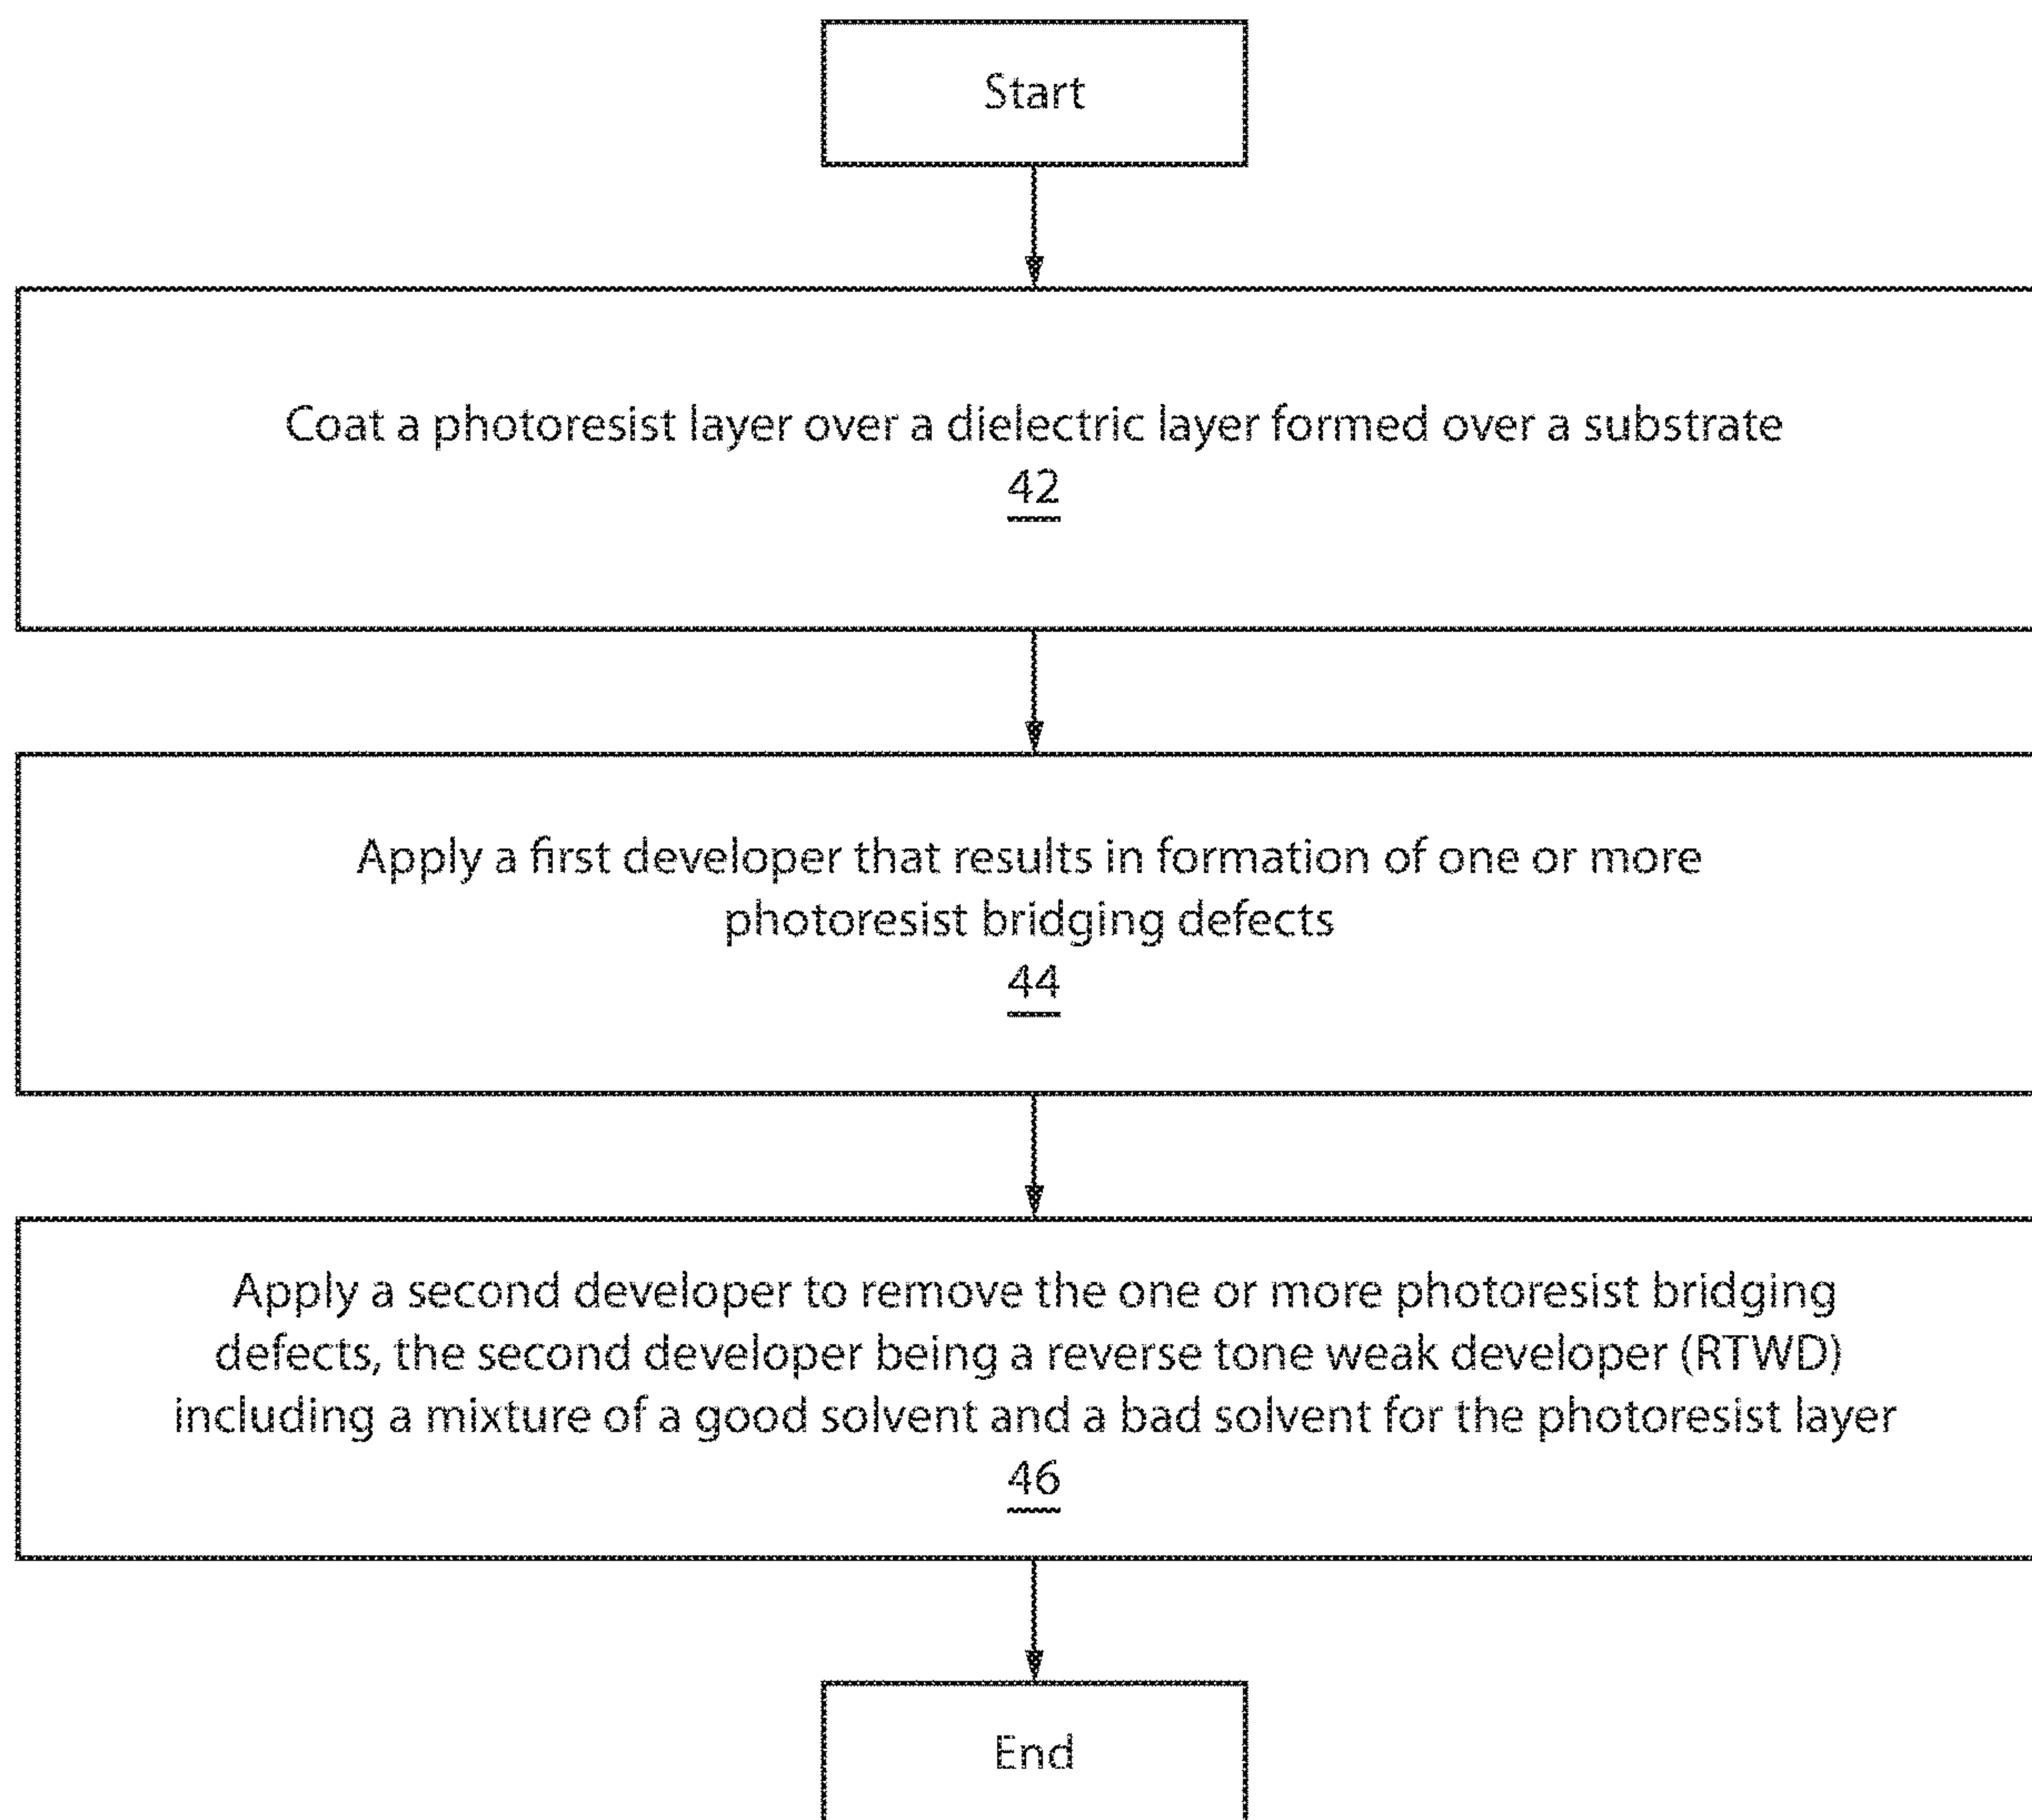 Start
Coat a photoresist layer over a dielectric layer formed over a substrate
42
Apply a first developer that results in formation of one or more
photoresist bridging defects
44
Apply a second developer to remove the one or more photoresist bridging
defects, the second developer being a reverse tone weak developer (RTWD)
including a mixture of a good solvent and a bad solvent for the photoresist layer
46
End